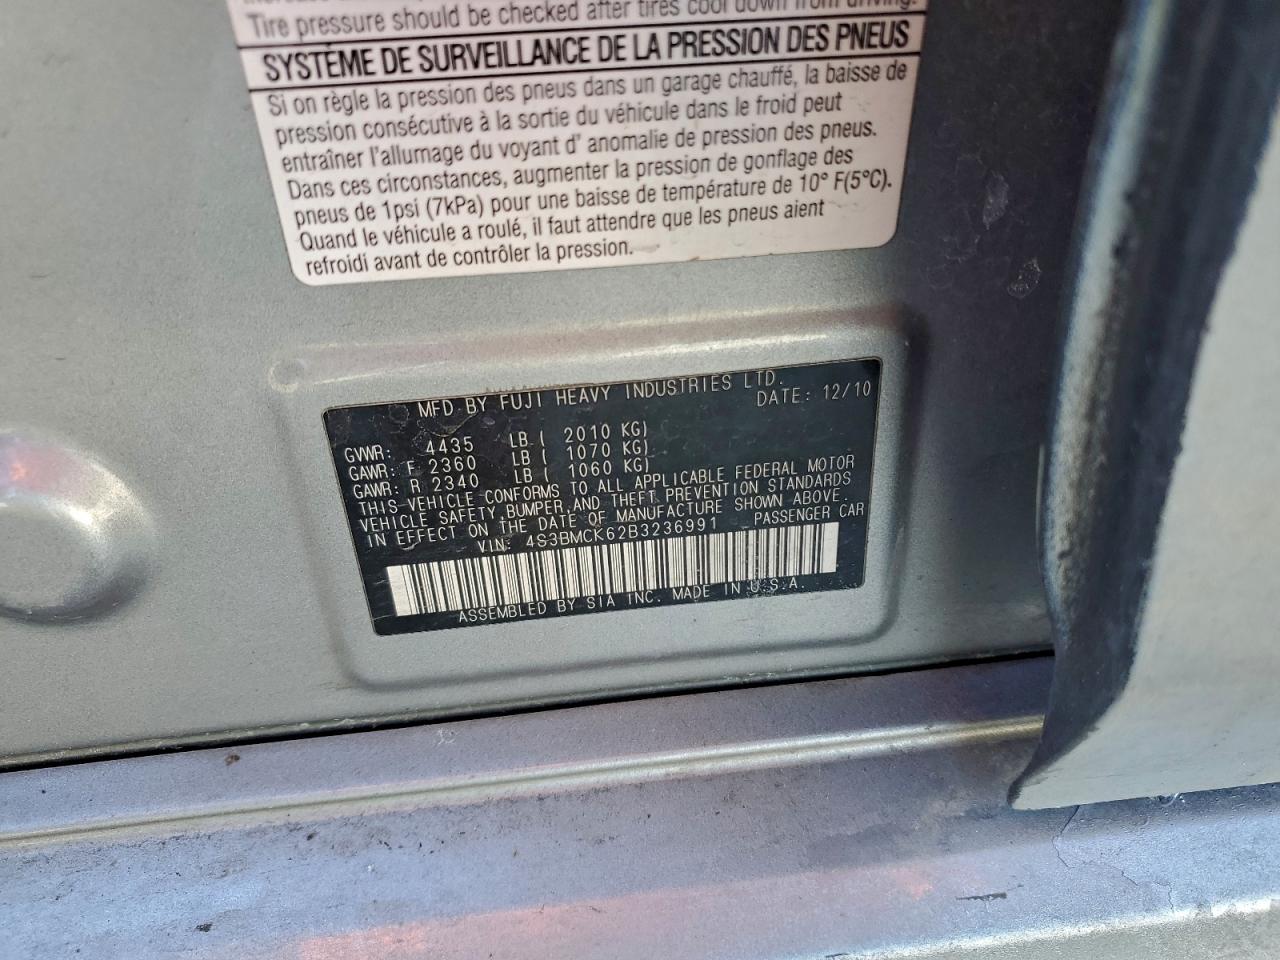 Tire pressure should be checked after tires cool down from driving.
SYSTÈME DE SURVEILLANCE DE LA PRESSION DES PNEUS
Si on règle la pression des pneus dans un garage chauffé, la baisse de
pression consécutive à la sortie du véhicule dans le froid peut
entraîner l'allumage du voyant d' anomalie de pression des pneus.
Dans ces circonstances, augmenter la pression de gonflage des
pneus de 1psi (7kPa) pour une baisse de température de 10° F(5°C).
Quand le véhicule a roulé, il faut attendre que les pneus aient
refroidi avant de contrôler la pression.
MFD BY FUJI HEAVY INDUSTRIES LTD.
DATE: 12/10
GVWR: 4435 LB ( 2010 KG)
GAWR: F 2360 LB ( 1070 KG)
GAWR: R 2340 LB ( 1060 KG)
THIS VEHICLE CONFORMS TO ALL APPLICABLE FEDERAL MOTOR
VEHICLE SAFETY, BUMPER, AND THEFT PREVENTION STANDARDS
IN EFFECT ON THE DATE OF MANUFACTURE SHOWN ABOVE.
VIN: 4S3BMCK62B3236991 PASSENGER CAR
ASSEMBLED BY SIA INC. MADE IN U.S.A.